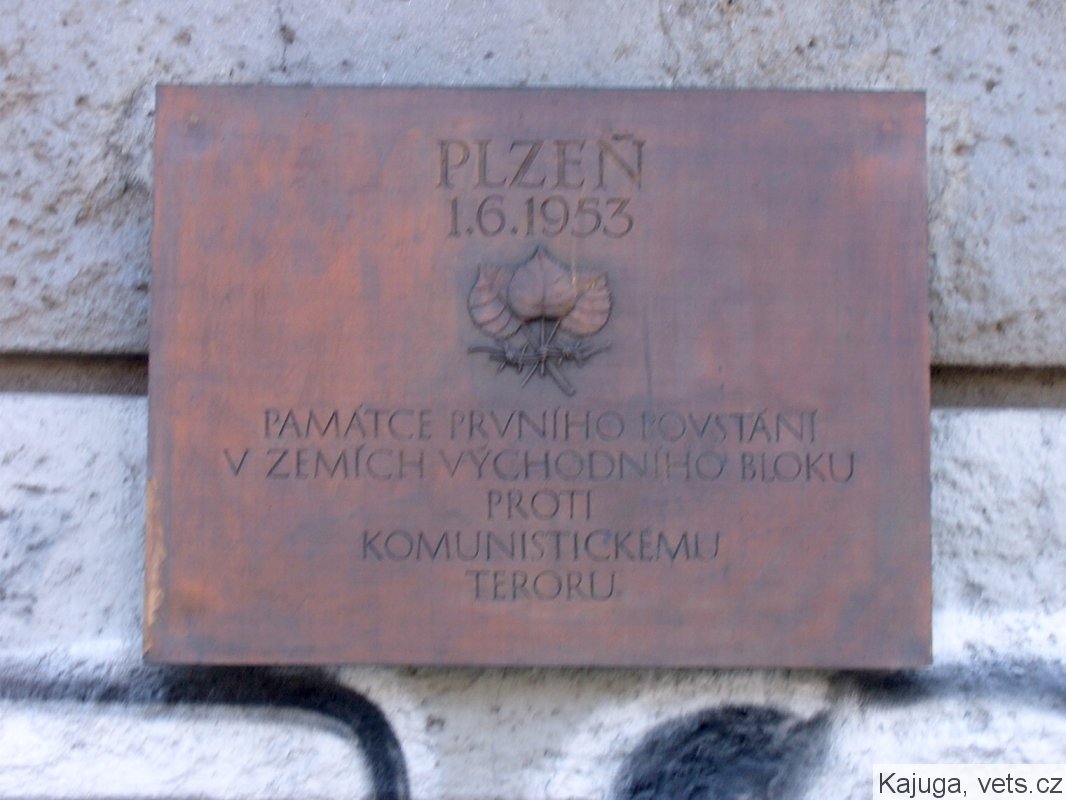 PLZEŇ
1.6.1953
PAMÁTCE PRVNÍHO POVSTÁNÍ
V ZEMÍCH VÝCHODNÍHO BLOKU
PROTI
KOMUNISTICKÉMU
TERORU
Kajuga, vets.cz